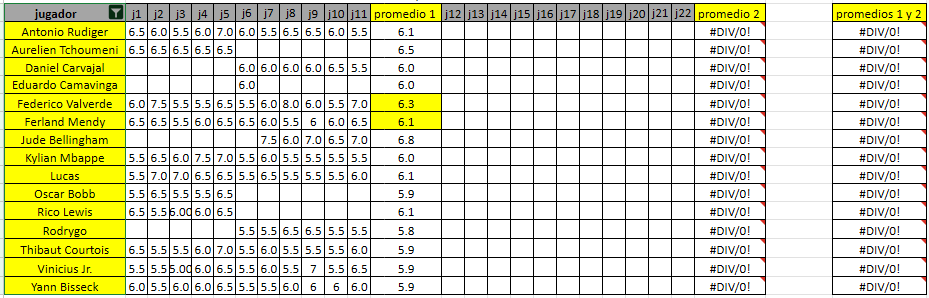 jugador j1 j2 j3 j4 j5 j6 j7 j8 j9 j10 j11 promedio 1 j12 j13 j14 j15 j16 j17 j18 j19 j20 j21 j22 promedio 2 promedios 1 y 2
Antonio Rudiger 6.5 6.0 5.5 6.0 7.0 6.0 5.5 6.5 6.5 6.0 5.5 6.1 #DIV/0! #DIV/0!
Aurelien Tchoumeni 6.5 6.5 6.5 6.5 6.5 6.5 #DIV/0! #DIV/0!
Daniel Carvajal 6.0 6.0 6.0 6.0 6.5 5.5 6.0 #DIV/0! #DIV/0!
Eduardo Camavinga 6.0 6.0 #DIV/0! #DIV/0!
Federico Valverde 6.0 7.5 5.5 5.5 6.5 5.5 6.0 8.0 6.0 5.5 7.0 6.3 #DIV/0! #DIV/0!
Ferland Mendy 6.5 6.5 5.5 6.0 6.5 6.5 6.0 5.5 6 6.0 6.5 6.1 #DIV/0! #DIV/0!
Jude Bellingham 7.5 6.0 7.0 6.5 7.0 6.8 #DIV/0! #DIV/0!
Kylian Mbappe 5.5 6.5 6.0 7.5 7.0 5.5 6.0 5.5 5.5 5.5 5.5 6.0 #DIV/0! #DIV/0!
Lucas 5.5 7.0 7.0 6.5 6.5 6.5 5.5 5.5 5.5 5.5 6.0 6.1 #DIV/0! #DIV/0!
Oscar Bobb 5.5 6.5 5.5 5.5 6.5 5.9 #DIV/0! #DIV/0!
Rico Lewis 6.5 5.5 6.00 6.0 6.5 6.1 #DIV/0! #DIV/0!
Rodrygo 5.5 5.5 6.5 6.5 5.5 5.5 5.8 #DIV/0! #DIV/0!
Thibaut Courtois 6.5 5.5 5.5 6.0 7.0 5.5 6.0 5.5 5.5 5.5 6.0 5.9 #DIV/0! #DIV/0!
Vinicius Jr. 5.5 5.5 5.00 6.0 6.5 5.5 6.0 5.5 7 5.5 6.5 5.9 #DIV/0! #DIV/0!
Yann Bisseck 6.0 5.5 6.0 6.0 6.5 5.5 5.5 6.0 6 6 6.0 5.9 #DIV/0! #DIV/0!